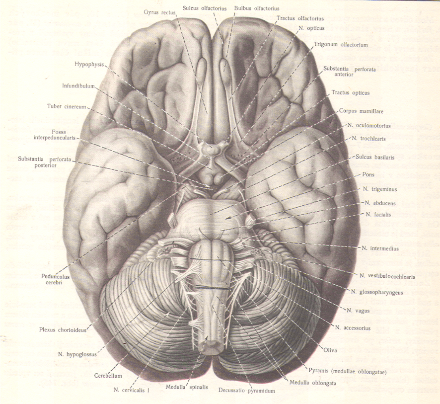 Gyrus rectus
Sulcus olfactorius
Bulbus olfactorius
Tractus olfactorius
N. opticus
Trigonum olfactorium
Substantia perforata
anterior
Tractus opticus
Corpus mamillare
N. oculomotorius
N. trochlearis
Sulcus basilaris
Pons
N. trigeminus
N. abducens
N. facialis
N. intermedius
N. vestibulocochlearis
N. glossopharyngeus
N. vagus
N. accessorius
Oliva
Pyramis (medullae oblongatae)
Medulla oblongata
Decussatio pyramidum
Medulla spinalis
N. cervicalis I
Cerebellum
N. hypoglossus
Plexus chorioideus
Pedunculus
cerebri
Substantia perforata
posterior
Fossa
interpeduncularis
Tuber cinereum
Infundibulum
Hypophysis